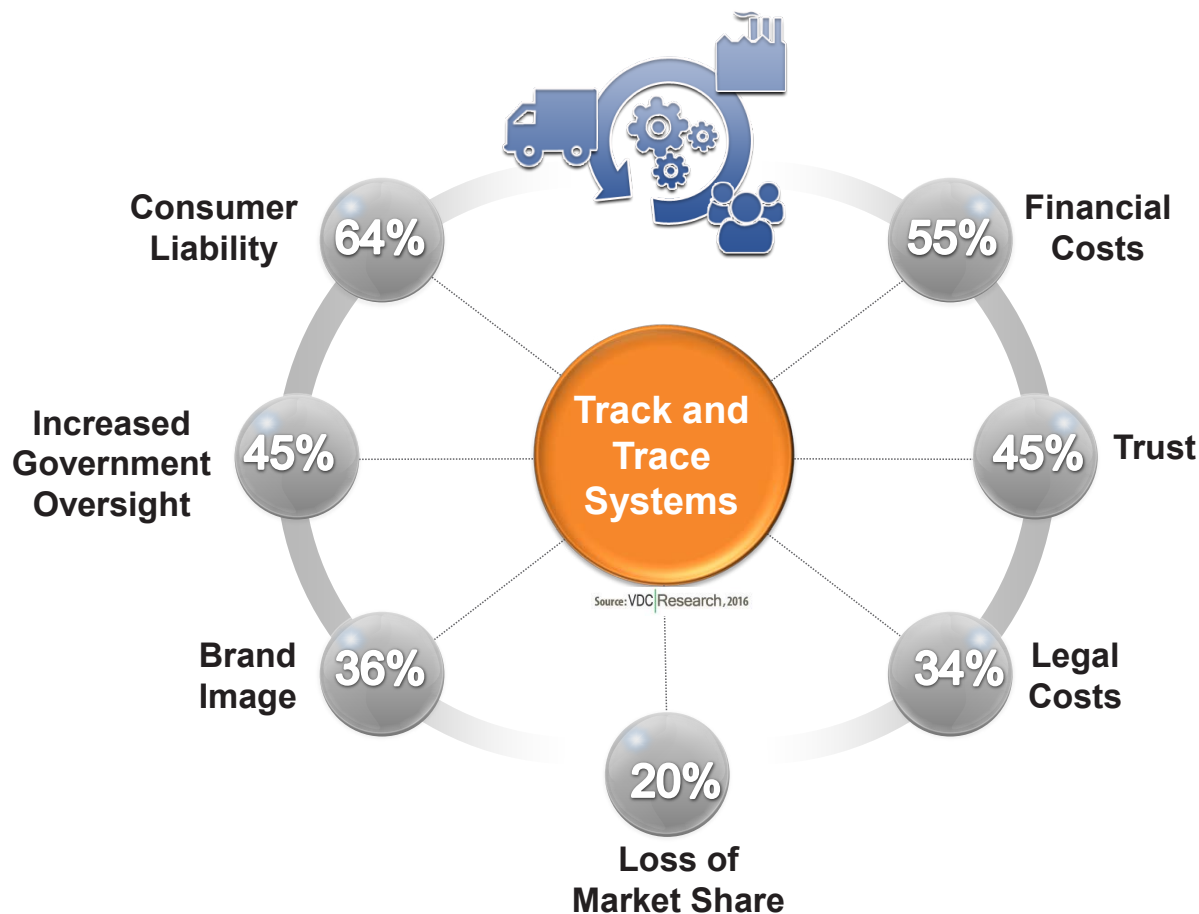 Consumer
Liability
64%
55%
Financial
Costs
Increased
Government
Oversight
45%
Track and
Trace
Systems
45%
Trust
Source: VDC Research, 2016
Brand
Image
36%
34%
Legal
Costs
20%
Loss of
Market Share